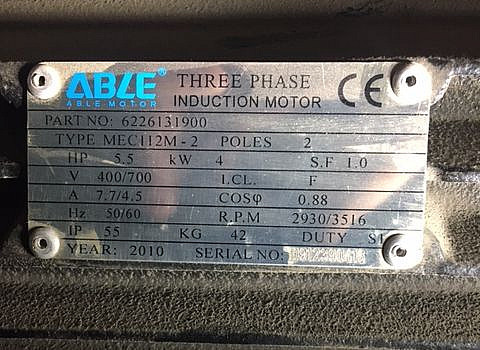 ABLE® THREE PHASE CE
ABLE MOTOR INDUCTION MOTOR
PART NO: 6226131900
TYPE MEC112M-2 POLES 2
HP 5.5 kW 4 S.F 1.0
V 400/700 I.CL. F
A 7.7/4.5 COSφ 0.88
Hz 50/60 R.P.M 2930/3516
IP 55 KG 42 DUTY S1
YEAR: 2010 SERIAL NO: